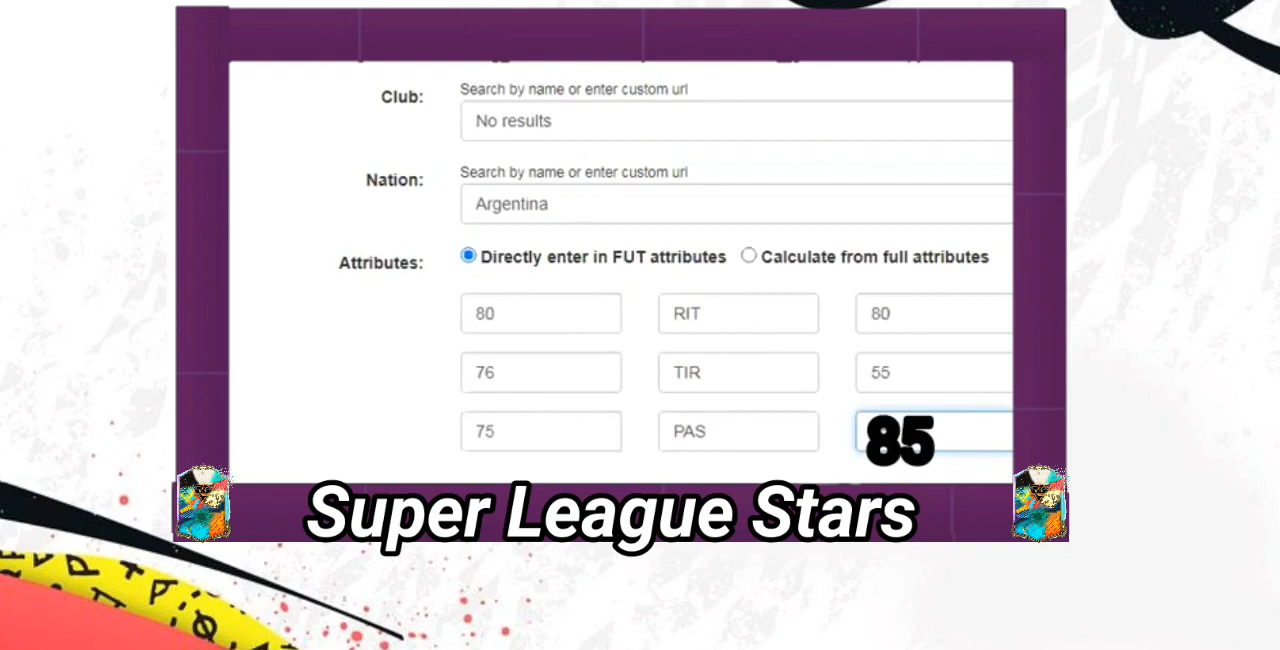 Club:
Search by name or enter custom url
No results
Nation:
Search by name or enter custom url
Argentina
Attributes:
Directly enter in FUT attributes Calculate from full attributes
80 RIT 80
76 TIR 55
75 PAS 85
Super League Stars